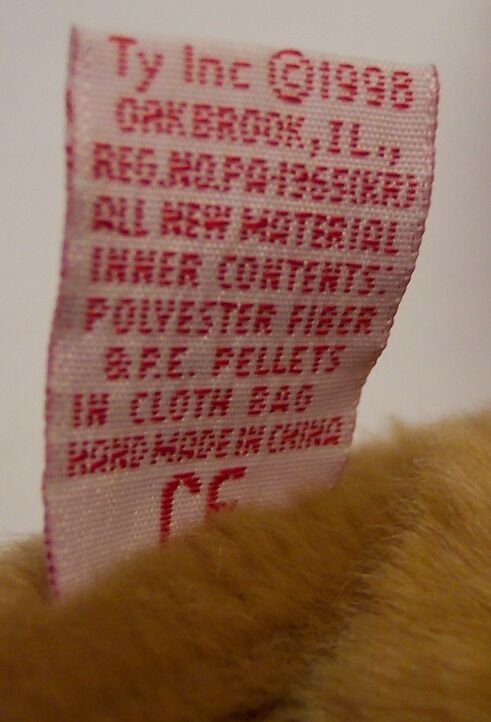 Ty Inc ©1998
OAKBROOK, IL.,
REG.NO.PA-1965(KR)
ALL NEW MATERIAL
INNER CONTENTS:
POLYESTER FIBER
& P.E. PELLETS
IN CLOTH BAG
HAND MADE IN CHINA
CE